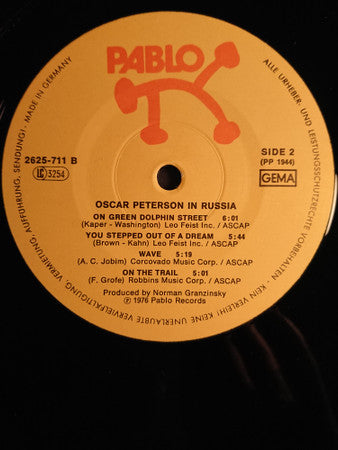 PABLO
MADE IN GERMANY
ALLE URHEBER- UND LEISTUNGSSCHUTZRECHTE VORBEHALTEN · KEIN VERLEIH! KEINE UNERLAUBTE VERVIELFÄLTIGUNG, VERMIETUNG, AUFFÜHRUNG, SENDUNG!
2625-711 B
LC 3254
SIDE 2
(PP 1944)
GEMA
OSCAR PETERSON IN RUSSIA
ON GREEN DOLPHIN STREET 6:01
(Kaper - Washington) Leo Feist Inc. / ASCAP
YOU STEPPED OUT OF A DREAM 5:44
(Brown - Kahn) Leo Feist Inc. / ASCAP
WAVE 5:19
(A. C. Jobim) Corcovado Music Corp. / ASCAP
ON THE TRAIL 5:01
(F. Grofe) Robbins Music Corp. / ASCAP
Produced by Norman Granzinsky
℗ 1976 Pablo Records